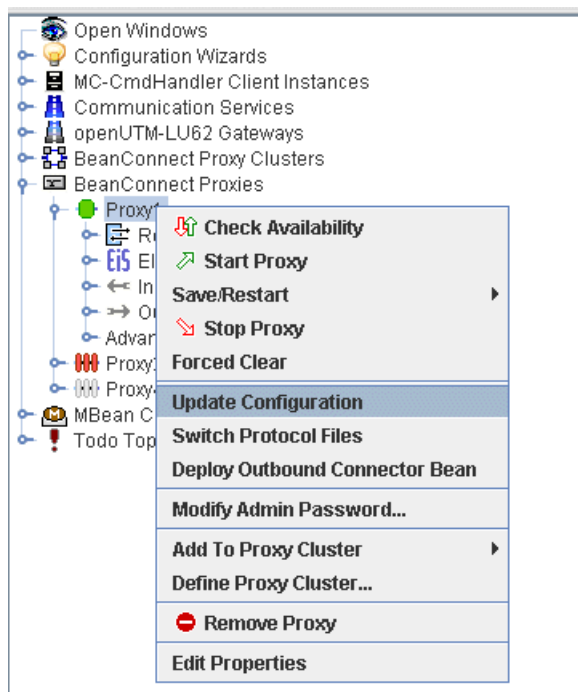 Open Windows
Configuration Wizards
MC-CmdHandler Client Instances
Communication Services
openUTM-LU62 Gateways
BeanConnect Proxy Clusters
BeanConnect Proxies
Check Availability
Start Proxy
EIS
Save/Restart
Stop Proxy
Forced Clear
Update Configuration
Switch Protocol Files
Deploy Outbound Connector Bean
Modify Admin Password...
Add To Proxy Cluster
Define Proxy Cluster...
Remove Proxy
Edit Properties